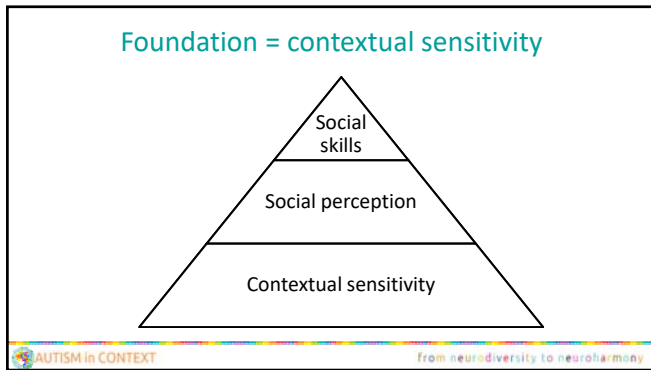 Foundation = contextual sensitivity
Social
skills
Social perception
Contextual sensitivity
AUTISM in CONTEXT
from neurodiversity to neuroharmony